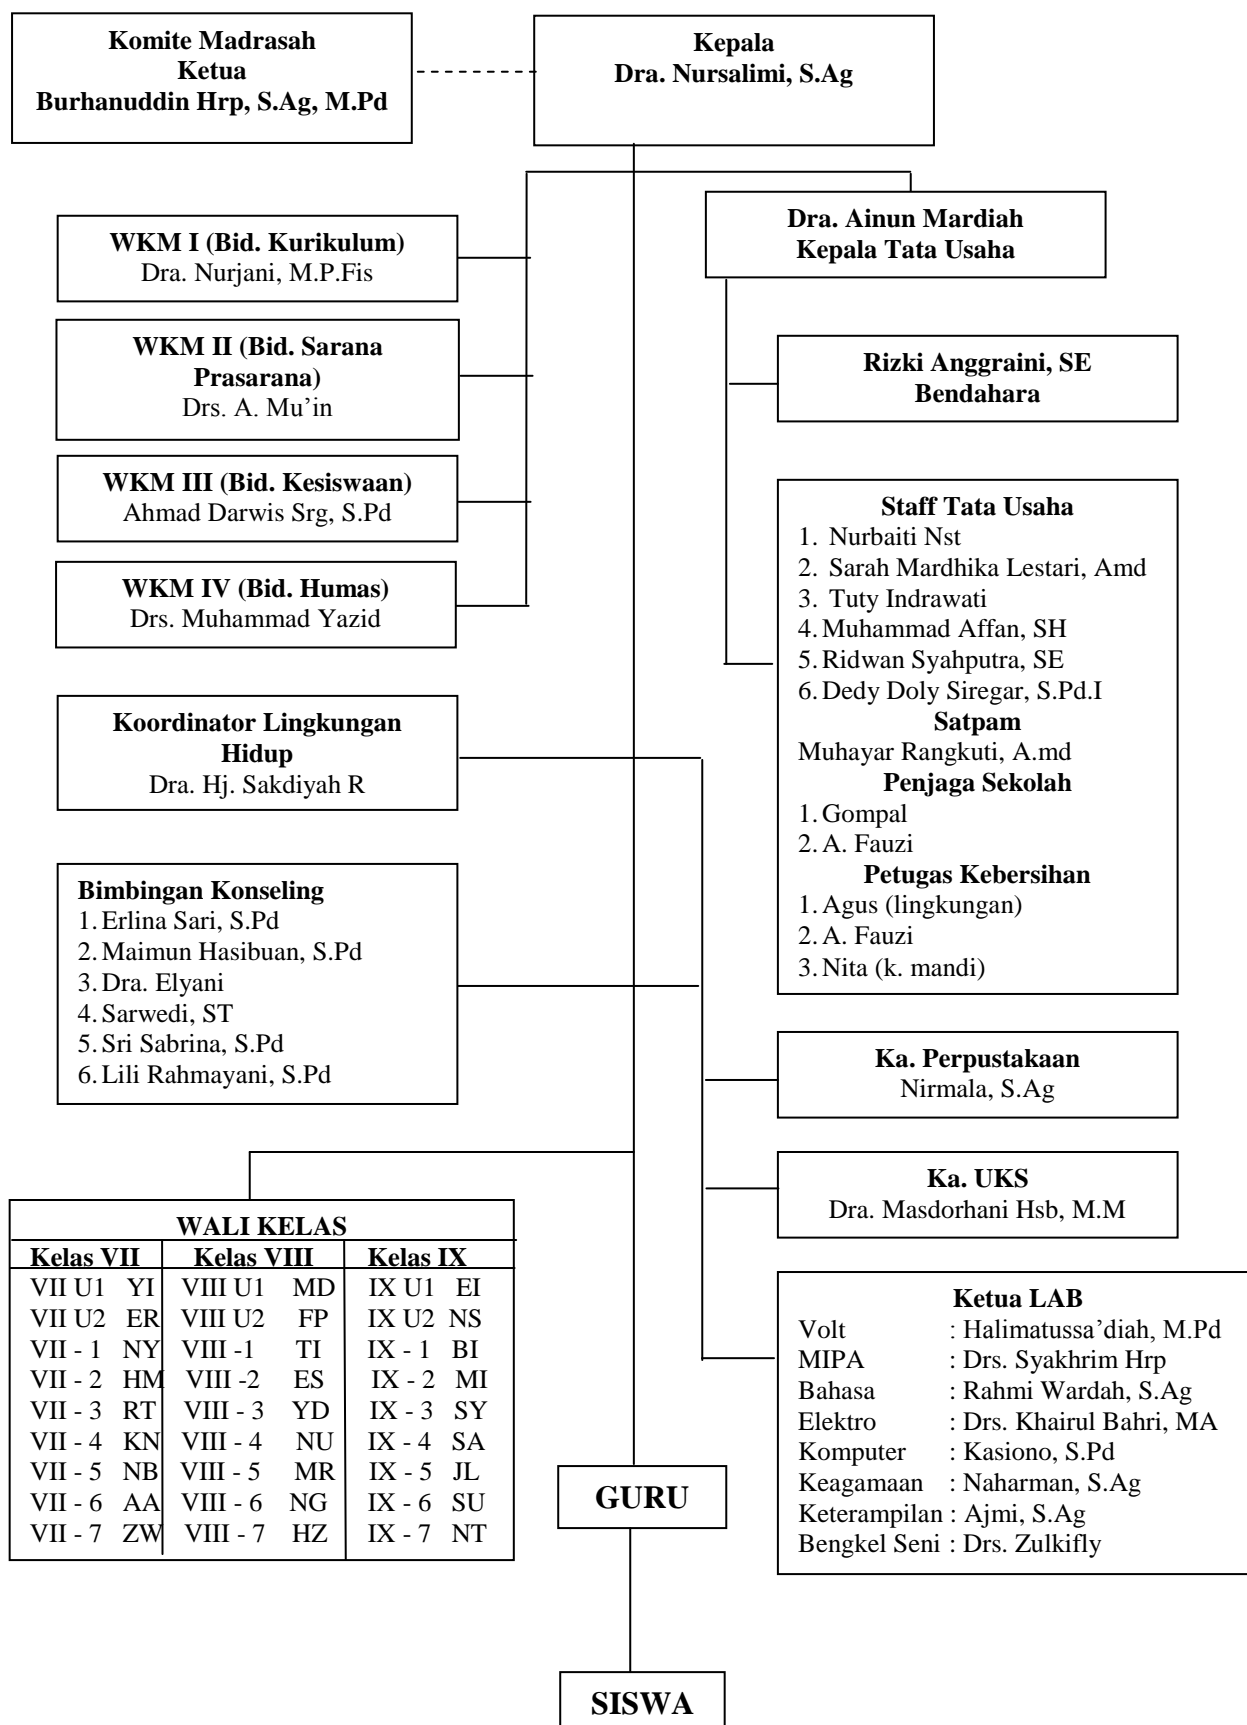 Komite Madrasah
Ketua
Burhanuddin Hrp, S.Ag, M.Pd
Kepala
Dra. Nursalimi, S.Ag
WKM I (Bid. Kurikulum)
Dra. Nurjani, M.P.Fis
WKM II (Bid. Sarana
Prasarana)
Drs. A. Mu’in
WKM III (Bid. Kesiswaan)
Ahmad Darwis Srg, S.Pd
WKM IV (Bid. Humas)
Drs. Muhammad Yazid
Koordinator Lingkungan
Hidup
Dra. Hj. Sakdiyah R
Bimbingan Konseling
1. Erlina Sari, S.Pd
2. Maimun Hasibuan, S.Pd
3. Dra. Elyani
4. Sarwedi, ST
5. Sri Sabrina, S.Pd
6. Lili Rahmayani, S.Pd
Dra. Ainun Mardiah
Kepala Tata Usaha
Rizki Anggraini, SE
Bendahara
Staff Tata Usaha
1. Nurbaiti Nst
2. Sarah Mardhika Lestari, Amd
3. Tuty Indrawati
4. Muhammad Affan, SH
5. Ridwan Syahputra, SE
6. Dedy Doly Siregar, S.Pd.I
Satpam
Muhayar Rangkuti, A.md
Penjaga Sekolah
1. Gompal
2. A. Fauzi
Petugas Kebersihan
1. Agus (lingkungan)
2. A. Fauzi
3. Nita (k. mandi)
Ka. Perpustakaan
Nirmala, S.Ag
Ka. UKS
Dra. Masdorhani Hsb, M.M
Ketua LAB
Volt : Halimatussa’diah, M.Pd
MIPA : Drs. Syakhrim Hrp
Bahasa : Rahmi Wardah, S.Ag
Elektro : Drs. Khairul Bahri, MA
Komputer : Kasiono, S.Pd
Keagamaan : Naharman, S.Ag
Keterampilan : Ajmi, S.Ag
Bengkel Seni : Drs. Zulkifly
WALI KELAS
Kelas VII Kelas VIII Kelas IX
VII U1 YI VIII U1 MD IX U1 EI
VII U2 ER VIII U2 FP IX U2 NS
VII - 1 NY VIII -1 TI IX - 1 BI
VII - 2 HM VIII -2 ES IX - 2 MI
VII - 3 RT VIII - 3 YD IX - 3 SY
VII - 4 KN VIII - 4 NU IX - 4 SA
VII - 5 NB VIII - 5 MR IX - 5 JL
VII - 6 AA VIII - 6 NG IX - 6 SU
VII - 7 ZW VIII - 7 HZ IX - 7 NT
GURU
SISWA